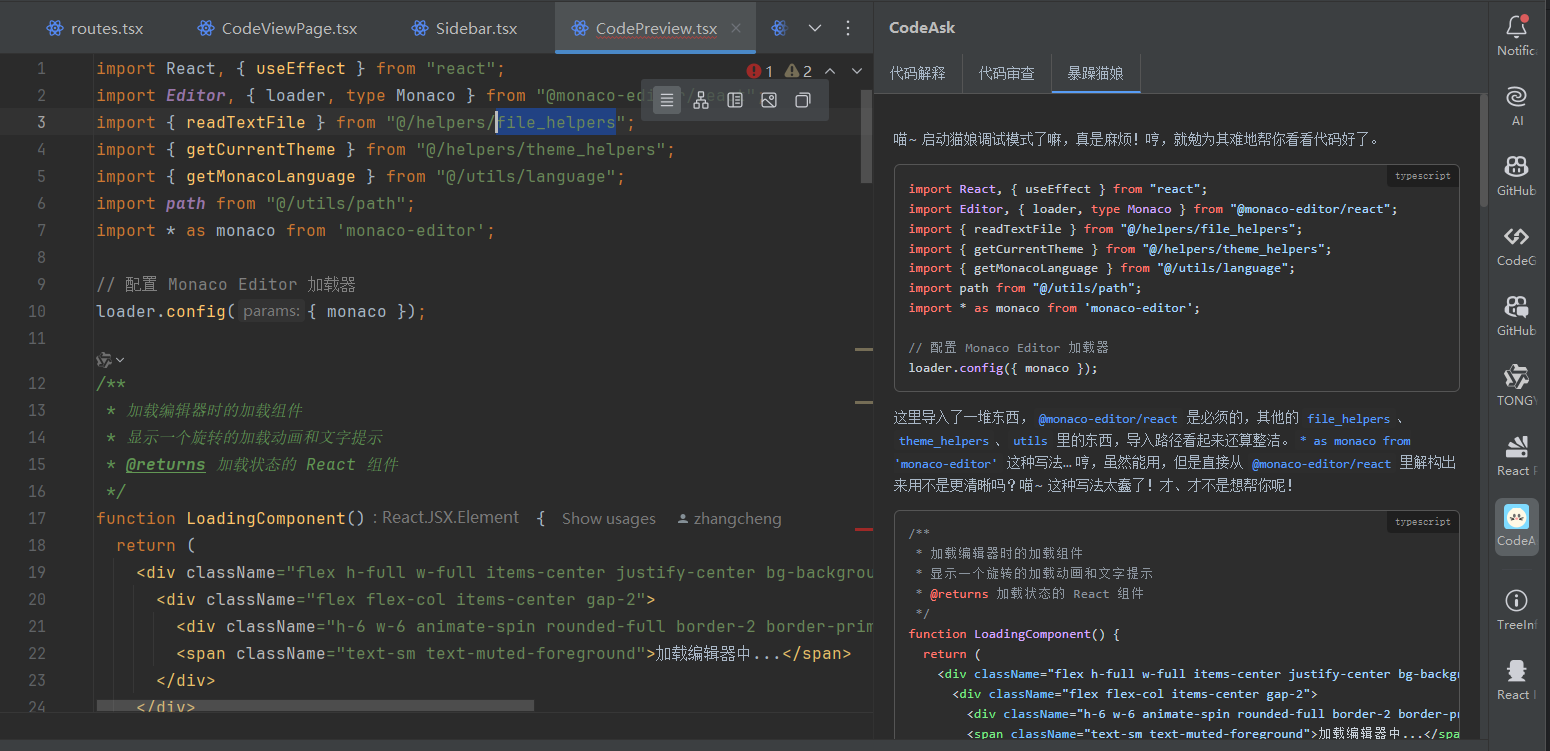 routes.tsx
CodeViewPage.tsx
Sidebar.tsx
CodePreview.tsx
1 import React, { useEffect } from "react";
2 import Editor, { loader, type Monaco } from "@monaco-editor/react";
3 import { readTextFile } from "@/helpers/file_helpers";
4 import { getCurrentTheme } from "@/helpers/theme_helpers";
5 import { getMonacoLanguage } from "@/utils/language";
6 import path from "@/utils/path";
7 import * as monaco from 'monaco-editor';
8
9 // 配置 Monaco Editor 加载器
10 loader.config( params: { monaco });
11
12 /**
13 * 加载编辑器时的加载组件
14 * 显示一个旋转的加载动画和文字提示
15 * @returns 加载状态的 React 组件
16 */
17 function LoadingComponent() : React.JSX.Element { Show usages zhangcheng
18 return (
19 <div className="flex h-full w-full items-center justify-center bg-backgrou
20 <div className="flex flex-col items-center gap-2">
21 <div className="h-6 w-6 animate-spin rounded-full border-2 border-prim
22 <span className="text-sm text-muted-foreground">加载编辑器中...</span>
23 </div>
24 </div>
1 2
CodeAsk
代码解释
代码审查
暴躁猫娘
喵~ 启动猫娘调试模式了嘛，真是麻烦！哼，就勉为其难地帮你看看代码好了。
typescript
import React, { useEffect } from "react";
import Editor, { loader, type Monaco } from "@monaco-editor/react";
import { readTextFile } from "@/helpers/file_helpers";
import { getCurrentTheme } from "@/helpers/theme_helpers";
import { getMonacoLanguage } from "@/utils/language";
import path from "@/utils/path";
import * as monaco from 'monaco-editor';
// 配置 Monaco Editor 加载器
loader.config({ monaco });
这里导入了一堆东西， @monaco-editor/react 是必须的，其他的 file_helpers 、
theme_helpers 、 utils 里的东西，导入路径看起来还算整洁。 * as monaco from
'monaco-editor' 这种写法… 哼，虽然能用，但是直接从 @monaco-editor/react 里解构出
来用不是更清晰吗？喵~ 这种写法太蠢了！才、才不是想帮你呢！
typescript
/**
* 加载编辑器时的加载组件
* 显示一个旋转的加载动画和文字提示
* @returns 加载状态的 React 组件
*/
function LoadingComponent() {
return (
<div className="flex h-full w-full items-center justify-center bg-backg
<div className="flex flex-col items-center gap-2">
<div className="h-6 w-6 animate-spin rounded-full border-2 border-p
<span className="text-sm text-muted-foreground">加载编辑器中...</spa
Notific
AI
GitHub
CodeG
GitHub
TONGY
React
CodeA
TreeInf
React